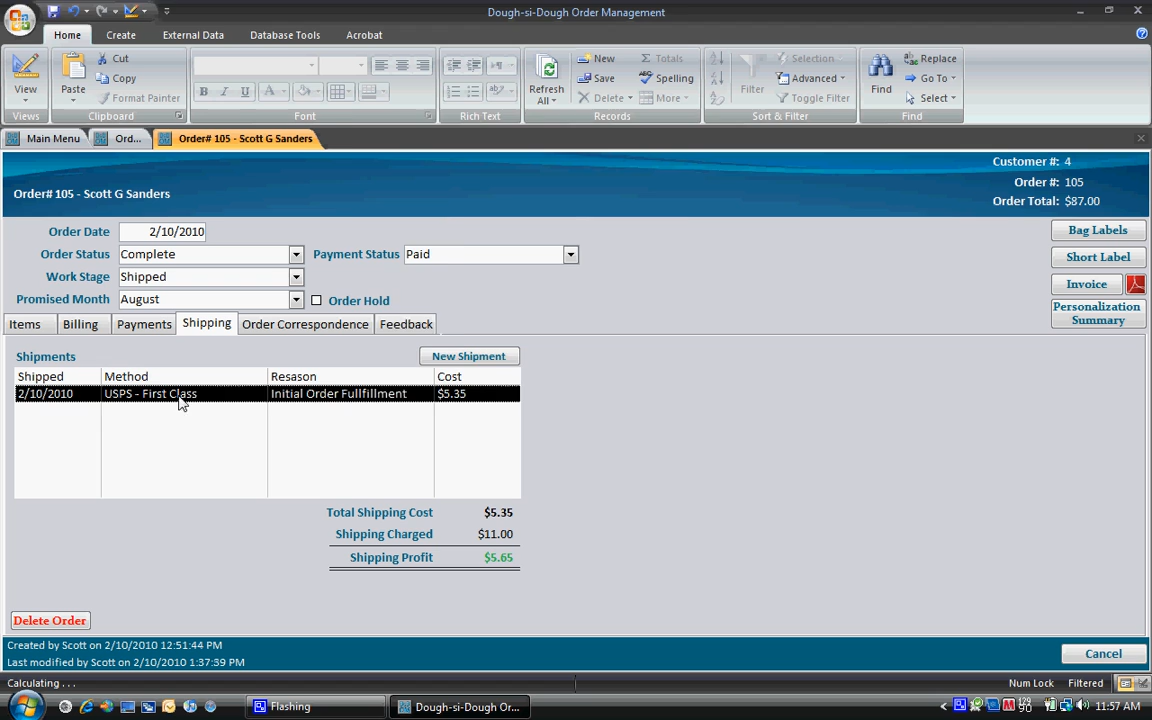 Dough-si-Dough Order Management
Home Create External Data Database Tools Acrobat
View
Views
Paste
Cut
Copy
Format Painter
Clipboard
B I U A
Font
Rich Text
Refresh All
New
Save
Delete
Totals
Spelling
More
Records
Filter
Selection
Advanced
Toggle Filter
Sort & Filter
Find
Replace
Go To
Select
Find
Main Menu Ord... Order# 105 - Scott G Sanders
Customer #: 4
Order# 105 - Scott G Sanders
Order #: 105
Order Total: $87.00
Order Date 2/10/2010
Order Status Complete Payment Status Paid
Work Stage Shipped
Promised Month August Order Hold
Bag Labels
Short Label
Invoice
Personalization Summary
Items Billing Payments Shipping Order Correspondence Feedback
Shipments New Shipment
Shipped Method Resason Cost
2/10/2010 USPS - First Class Initial Order Fullfillment $5.35
Total Shipping Cost $5.35
Shipping Charged $11.00
Shipping Profit $5.65
Delete Order
Created by Scott on 2/10/2010 12:51:44 PM
Last modified by Scott on 2/10/2010 1:37:39 PM
Cancel
Calculating . . . Num Lock Filtered
Flashing Dough-si-Dough Or... 11:57 AM